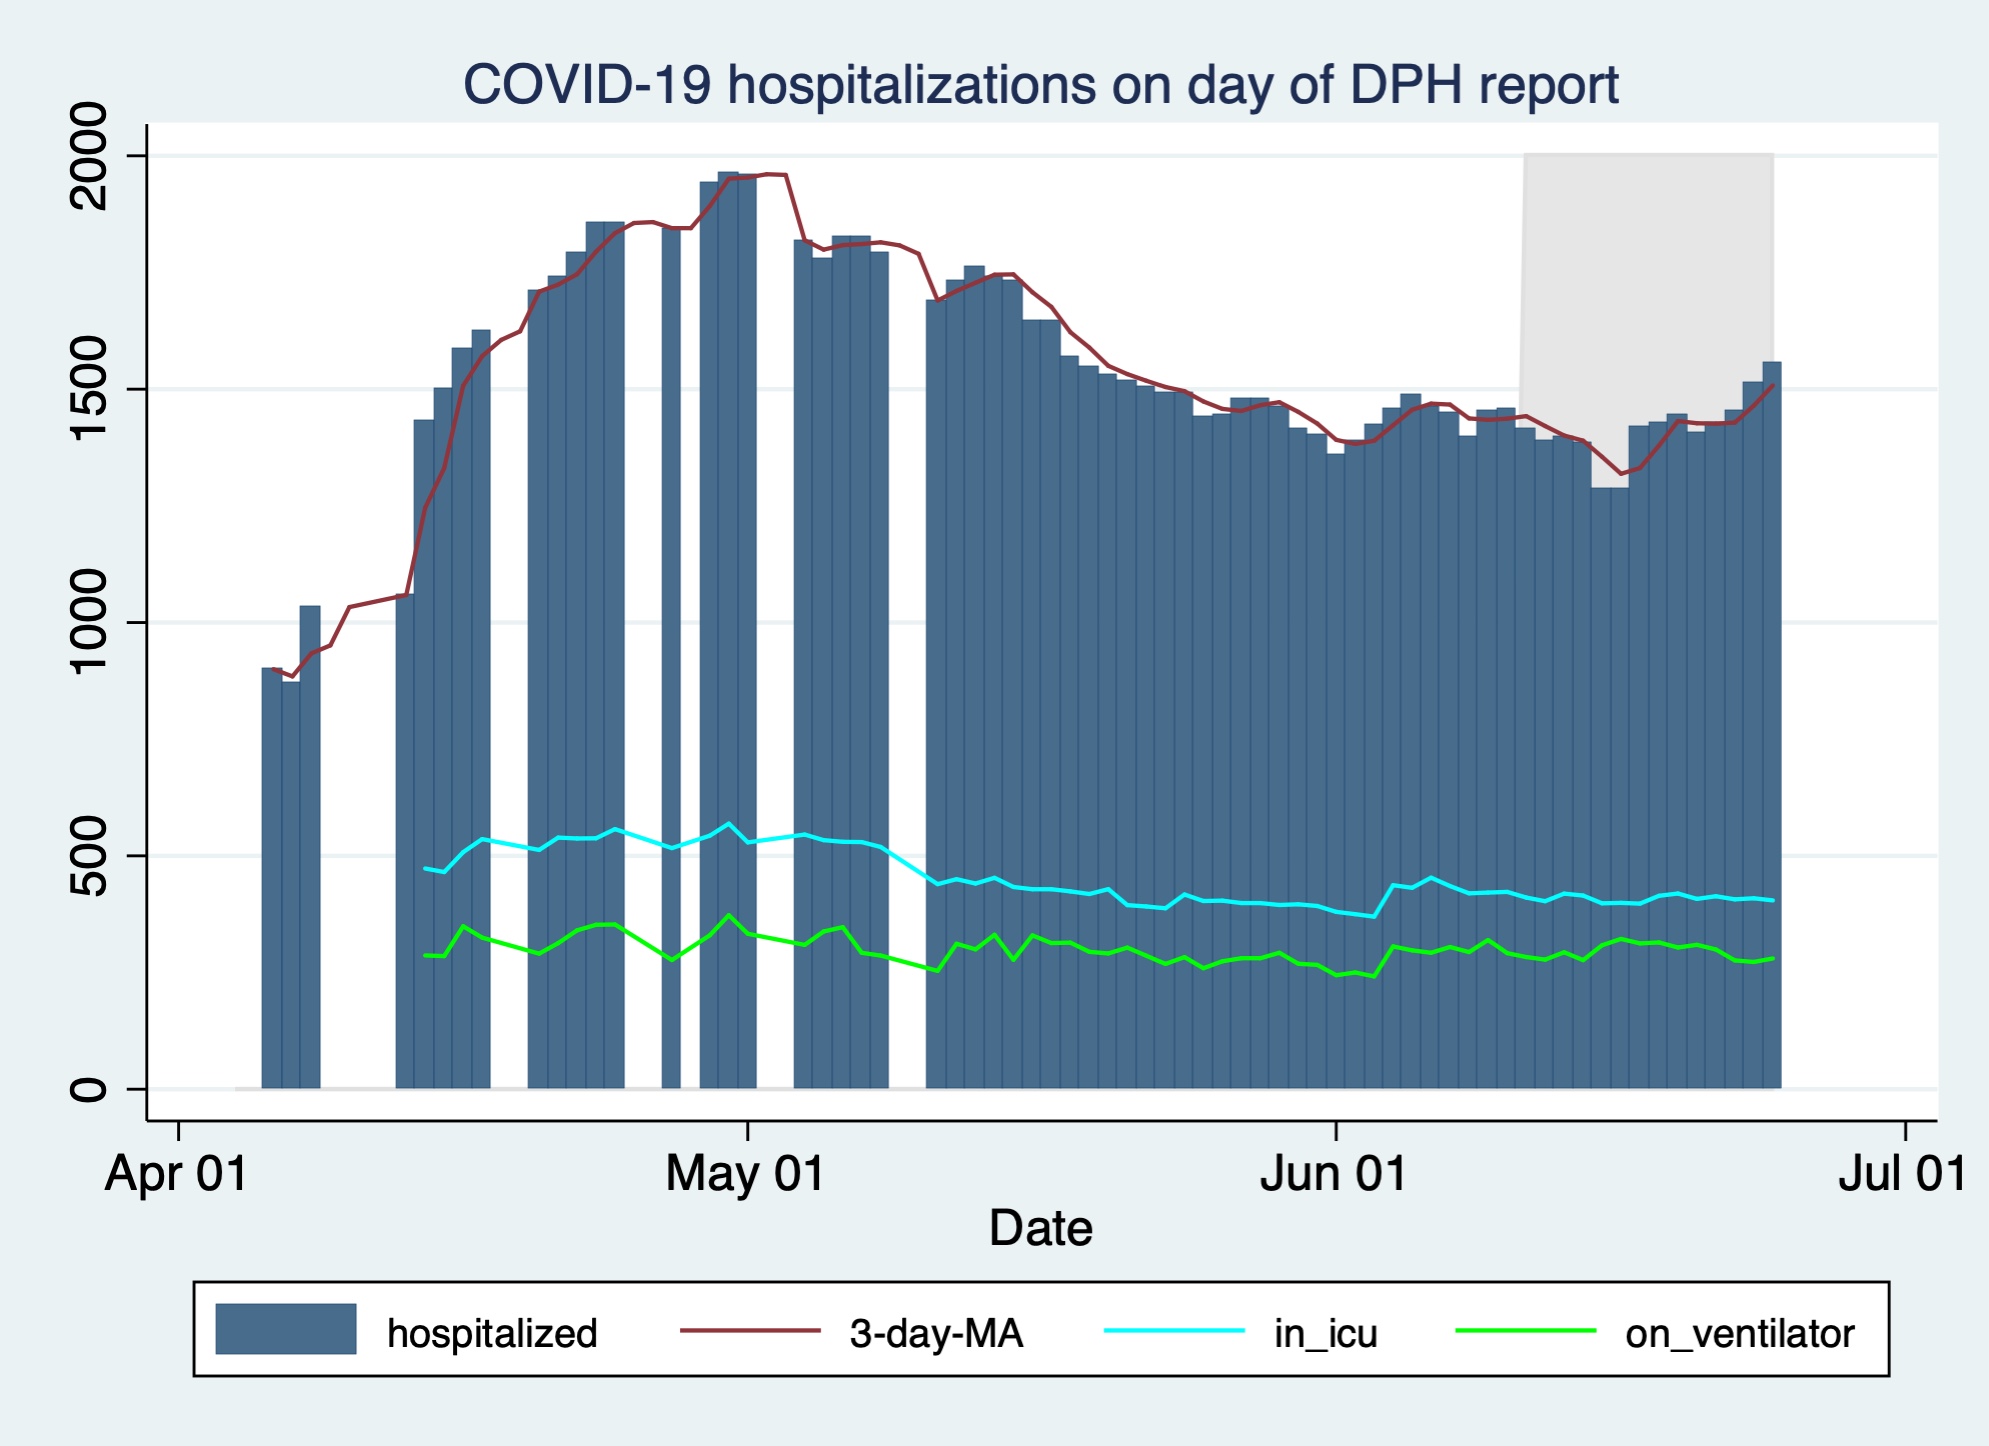 COVID-19 hospitalizations on day of DPH report
2000
1500
1000
500
0
Apr 01 May 01 Jun 01 Jul 01
Date
hospitalized 3-day-MA in_icu on_ventilator